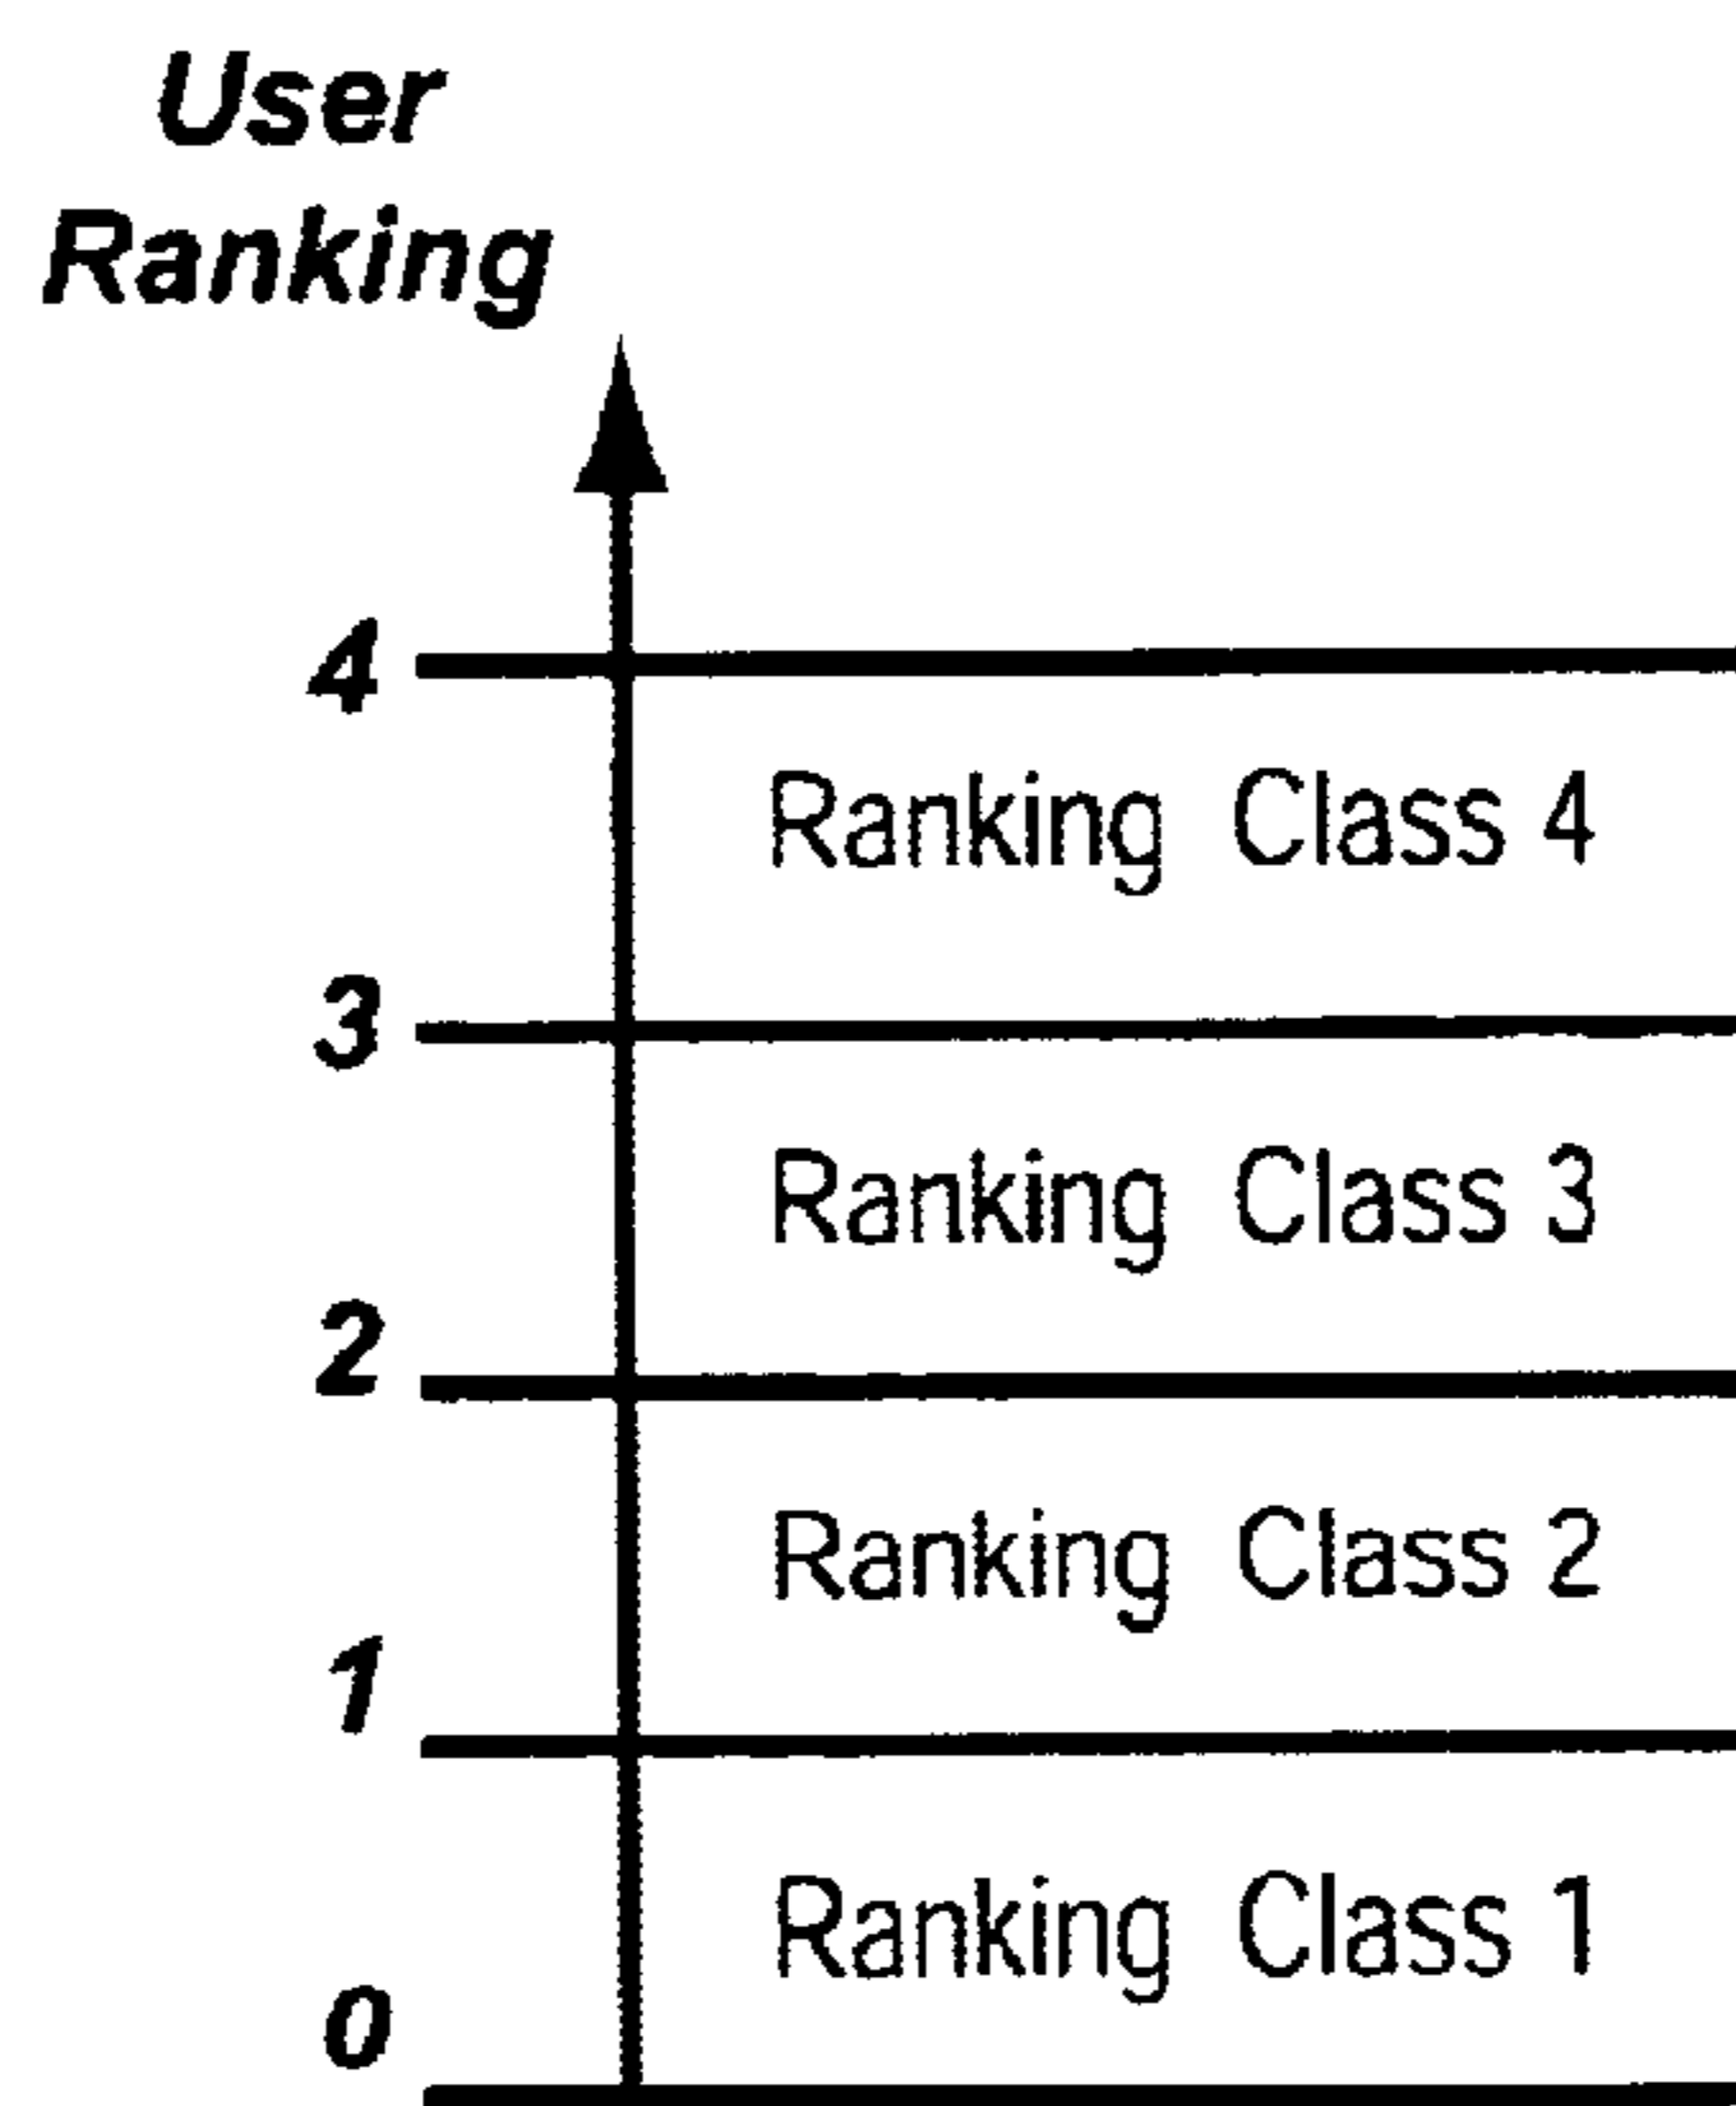 User
Ranking
4
Ranking Class 4
3
Ranking Class 3
2
Ranking Class 2
1
Ranking Class 1
0